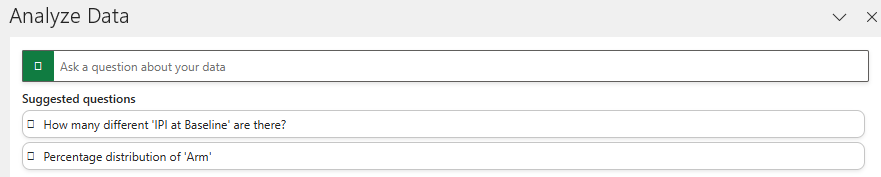 Analyze Data
Ask a question about your data
Suggested questions
How many different 'IPI at Baseline' are there?
Percentage distribution of 'Arm'